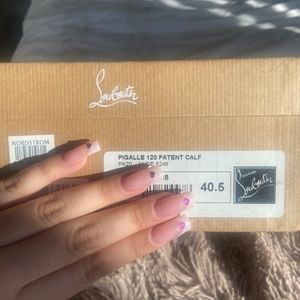 Louboutin
NORDSTROM
PIGALLE 120 PATENT CALF
40.5
Louboutin